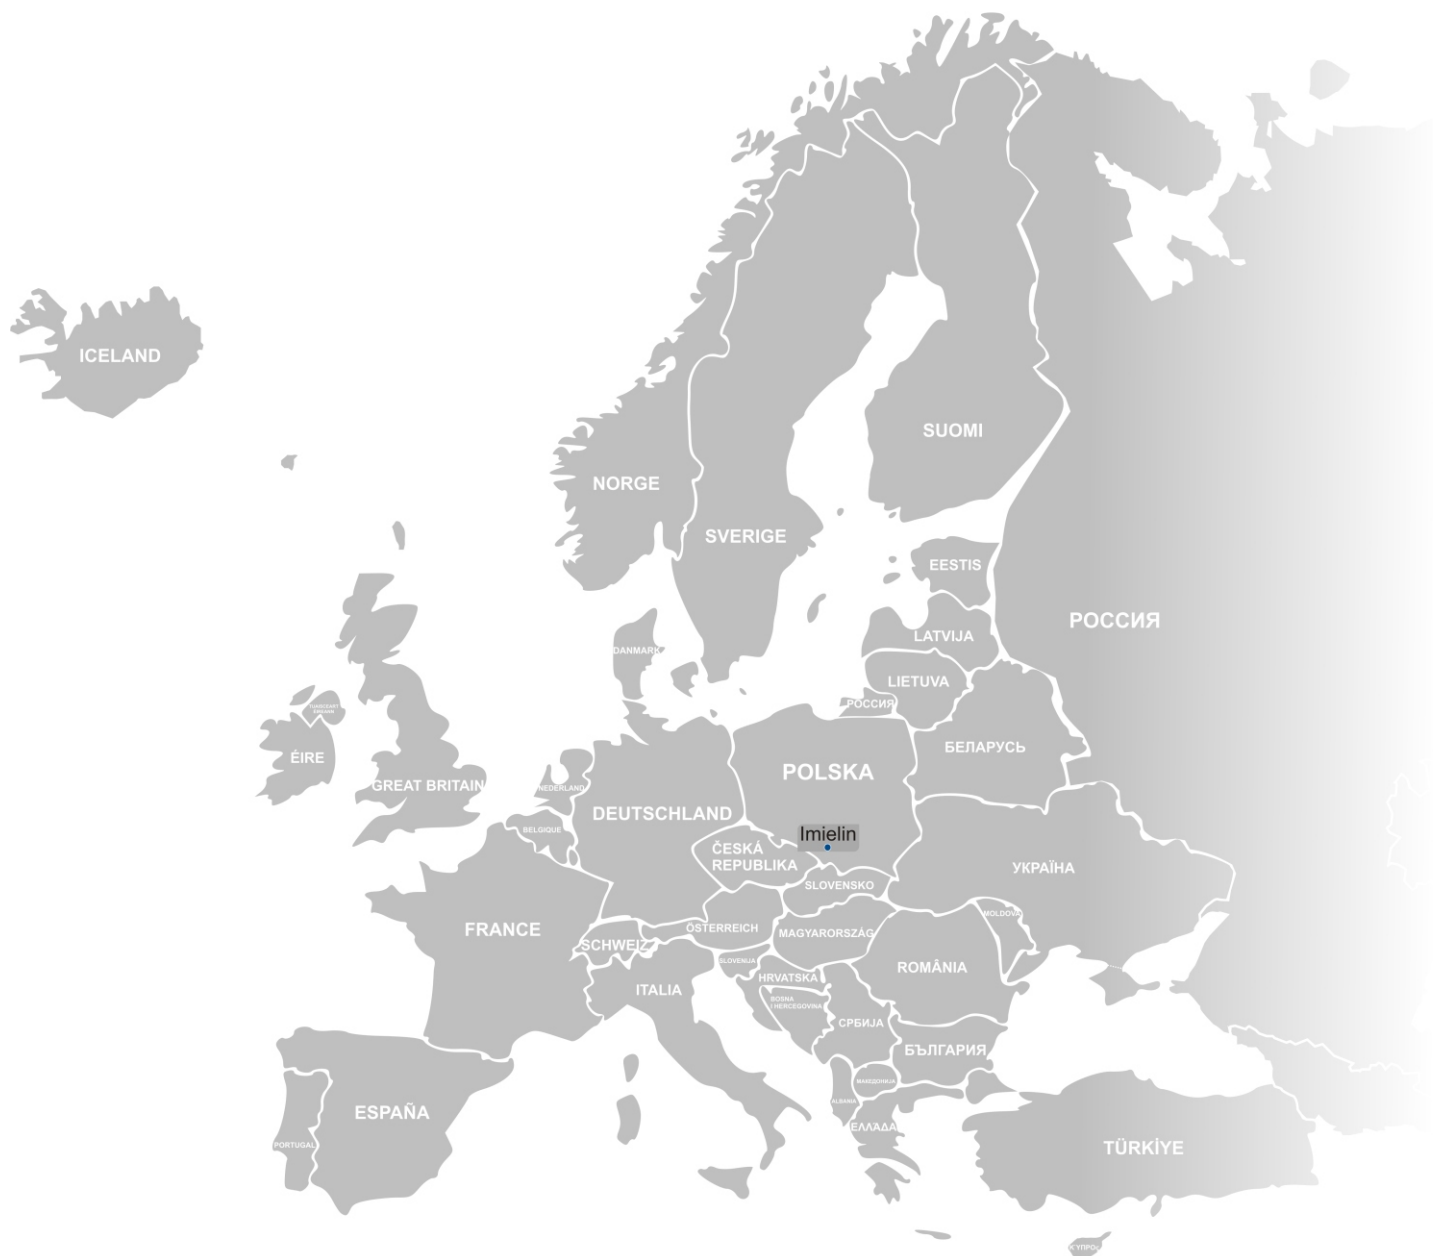 ICELAND
SUOMI
NORGE
SVERIGE
EESTIS
РОССИЯ
LATVIJA
DANMARK
LIETUVA
РОССИЯ
ÉIRE
БЕЛАРУСЬ
POLSKA
GREAT BRITAIN
NEDERLAND
DEUTSCHLAND
BELGIQUE
Imielin
ČESKÁ
REPUBLIKA
УКРАЇНА
SLOVENSKO
MOLDOVA
FRANCE
ÖSTERREICH
MAGYARORSZÁG
SCHWEIZ
SLOVENIJA
ROMÂNIA
HRVATSKA
ITALIA
BOSNA
I HERCEGOVINA
СРБИЈА
БЪЛГАРИЯ
МАКЕДОНИЈА
ALBANIA
ESPAÑA
ΕΛΛΆΔΑ
PORTUGAL
TÜRKİYE
ΚΎΠΡΟΣ